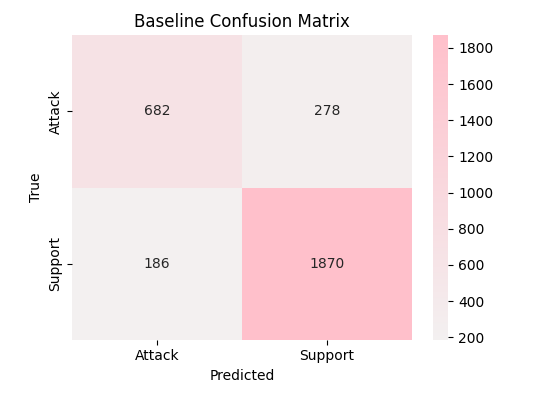 Baseline Confusion Matrix
True
Attack
Support
682
278
186
1870
Attack
Support
Predicted
1800
1600
1400
1200
1000
800
600
400
200